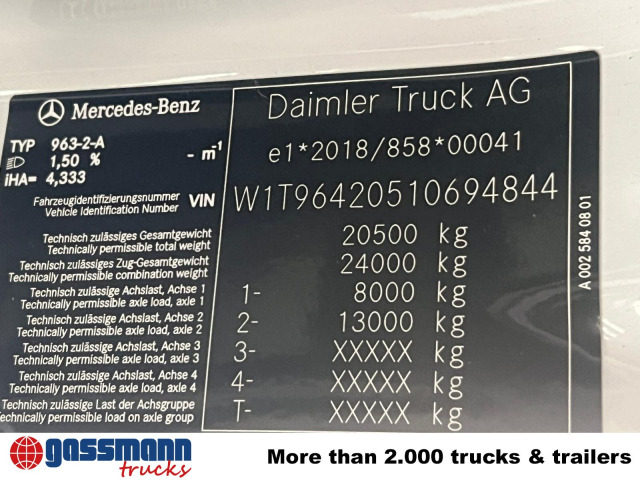 Mercedes-Benz
TYP 963-2-A
1,50 % - m-1
iHA= 4,333
Daimler Truck AG
e1*2018/858*00041
Fahrzeugidentifizierungsnummer
Vehicle Identification Number VIN W1T96420510694844
Technisch zulässiges Gesamtgewicht
Technically permissible total weight 20500 kg
Technisch zulässiges Zug-Gesamtgewicht
Technically permissible combination weight 24000 kg
Technisch zulässige Achslast, Achse 1
Technically permissible axle load, axle 1 1- 8000 kg
Technisch zulässige Achslast, Achse 2
Technically permissible axle load, axle 2 2- 13000 kg
Technisch zulässige Achslast, Achse 3
Technically permissible axle load, axle 3 3- XXXXX kg
Technisch zulässige Achslast, Achse 4
Technically permissible axle load, axle 4 4- XXXXX kg
Technisch zulässige Last der Achsgruppe
Technically permissible load on axle group T- XXXXX kg
A 002 584 08 01
gassmann
trucks
More than 2.000 trucks & trailers